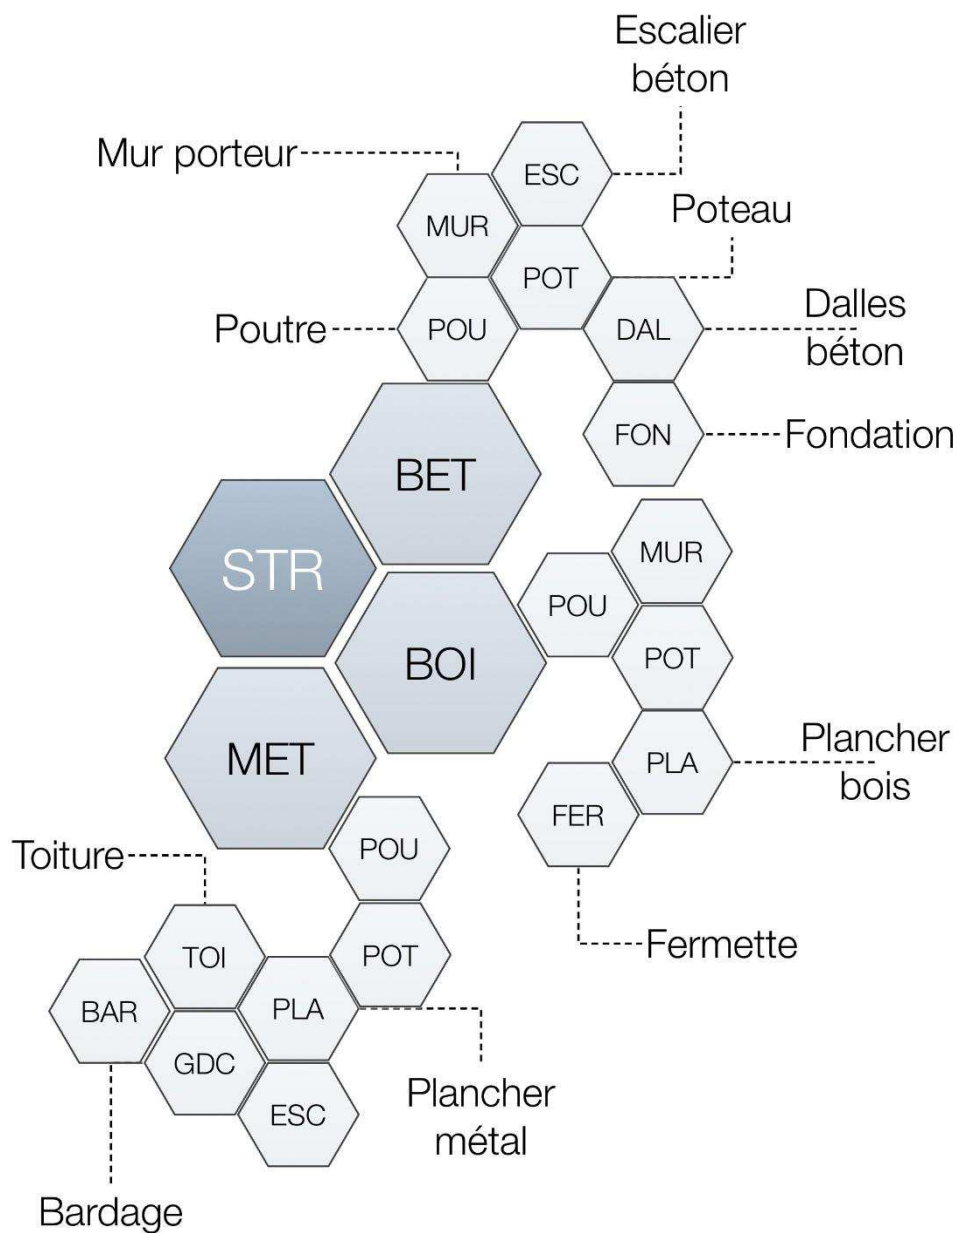 Escalier
béton
Mur porteur
ESC
MUR
Poteau
POT
Poutre
POU
DAL
Dalles
béton
FON
Fondation
BET
STR
MUR
POU
BOI
POT
MET
PLA
Plancher
bois
FER
POU
Toiture
Fermette
TOI
POT
BAR
PLA
GDC
ESC
Plancher
métal
Bardage